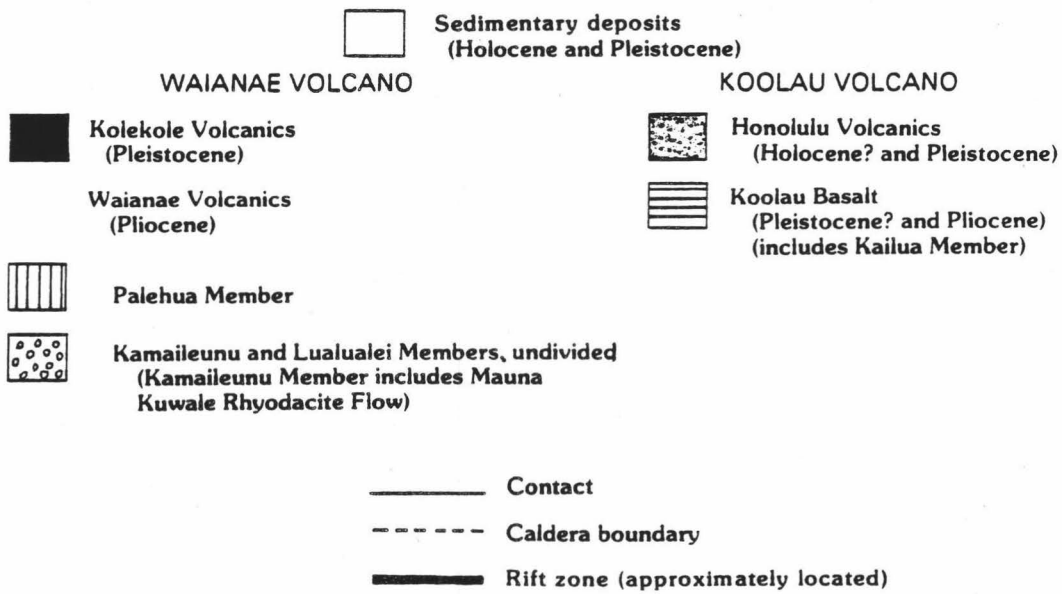 Sedimentary deposits
(Holocene and Pleistocene)
WAIANAE VOLCANO
Kolekole Volcanics
(Pleistocene)
Waianae Volcanics
(Pliocene)
Palehua Member
Kamaileunu and Lualualei Members, undivided
(Kamaileunu Member includes Mauna
Kuwale Rhyodacite Flow)
KOOLAU VOLCANO
Honolulu Volcanics
(Holocene? and Pleistocene)
Koolau Basalt
(Pleistocene? and Pliocene)
(includes Kailua Member)
Contact
Caldera boundary
Rift zone (approximately located)